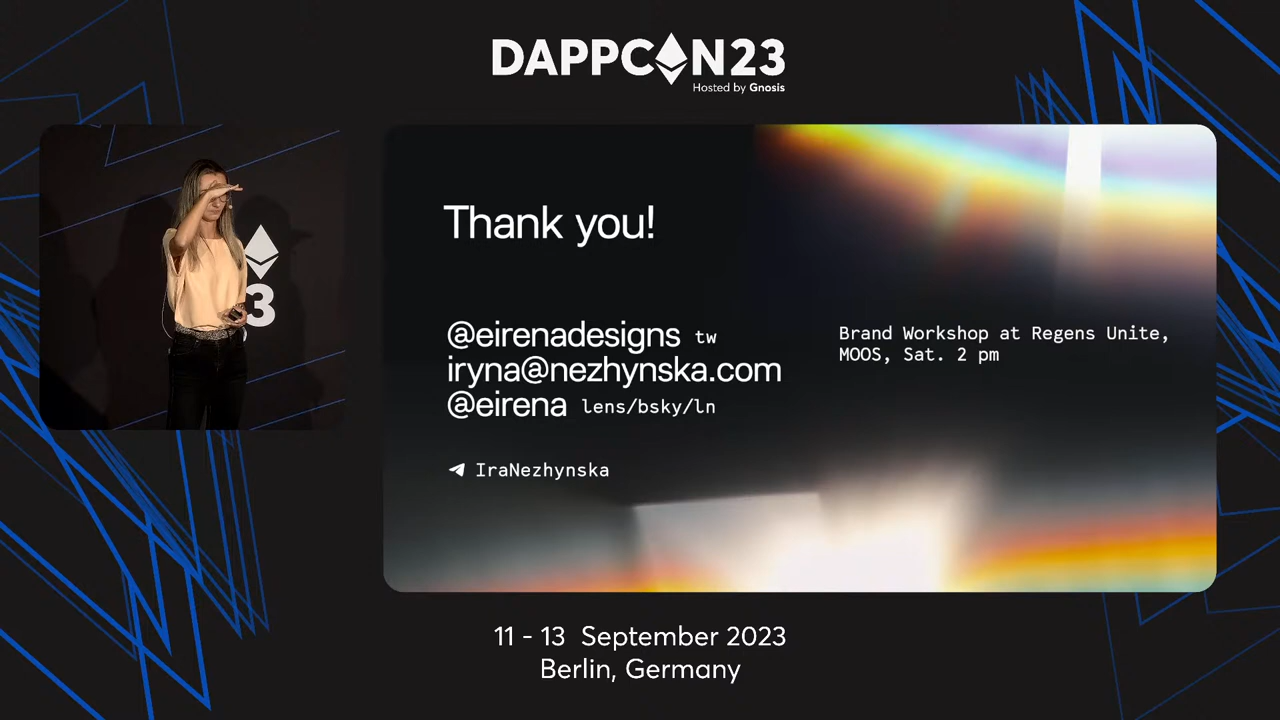 DAPPCON23
Hosted by Gnosis
3
Thank you!
@eirenadesigns tw
iryna@nezhynska.com
@eirena lens/bsky/ln
IraNezhynska
Brand Workshop at Regens Unite,
MOOS, Sat. 2 pm
11 - 13 September 2023
Berlin, Germany